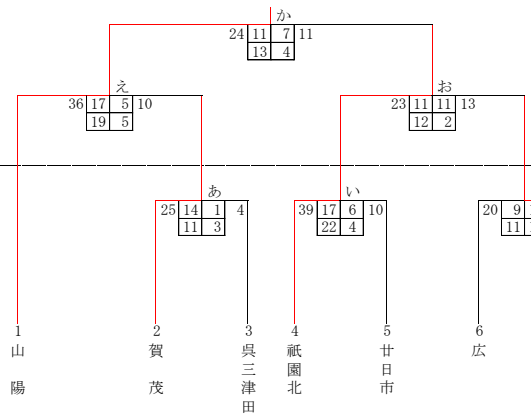 か
24 11 7 11
13 4
え
お
36 17 5 10
19 5
23 11 11 13
12 2
あ
い
25 14 1 4
11 3
39 17 6 10
22 4
20 9
11
1 2 3 4 5 6
山陽
賀茂
呉三津田
祇園北
廿日市
広